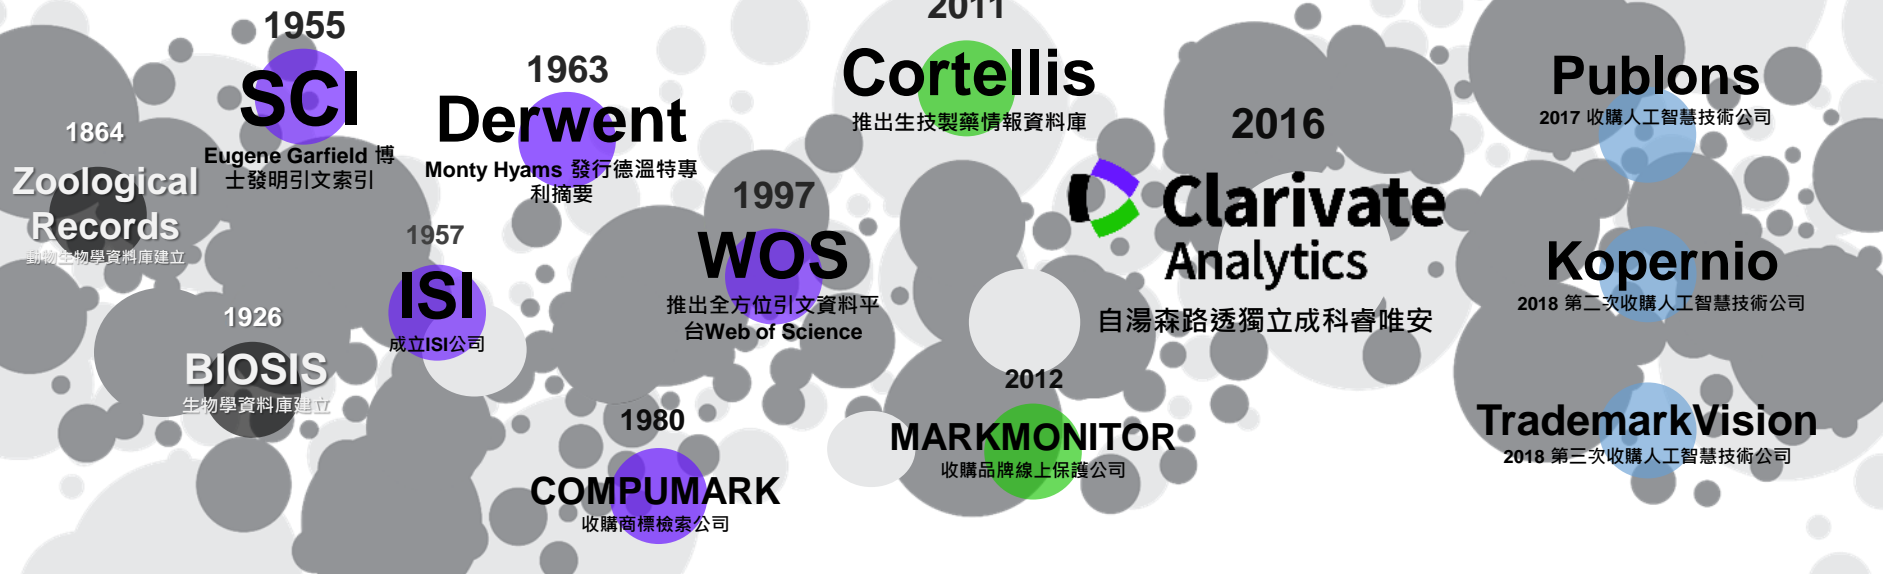 1864
Zoological
Records
動物生物學資料庫建立
1926
BIOSIS
生物學資料庫建立
1955
SCI
Eugene Garfield 博
士發明引文索引
1957
ISI
成立ISI公司
1963
Derwent
Monty Hyams 發行德溫特專
利摘要
1980
COMPUMARK
收購商標檢索公司
1997
WOS
推出全方位引文資料平
台Web of Science
2011
Cortellis
推出生技製藥情報資料庫
2012
MARKMONITOR
收購品牌線上保護公司
2016
Clarivate
Analytics
自湯森路透獨立成科睿唯安
Publons
2017 收購人工智慧技術公司
Kopernio
2018 第二次收購人工智慧技術公司
TrademarkVision
2018 第三次收購人工智慧技術公司